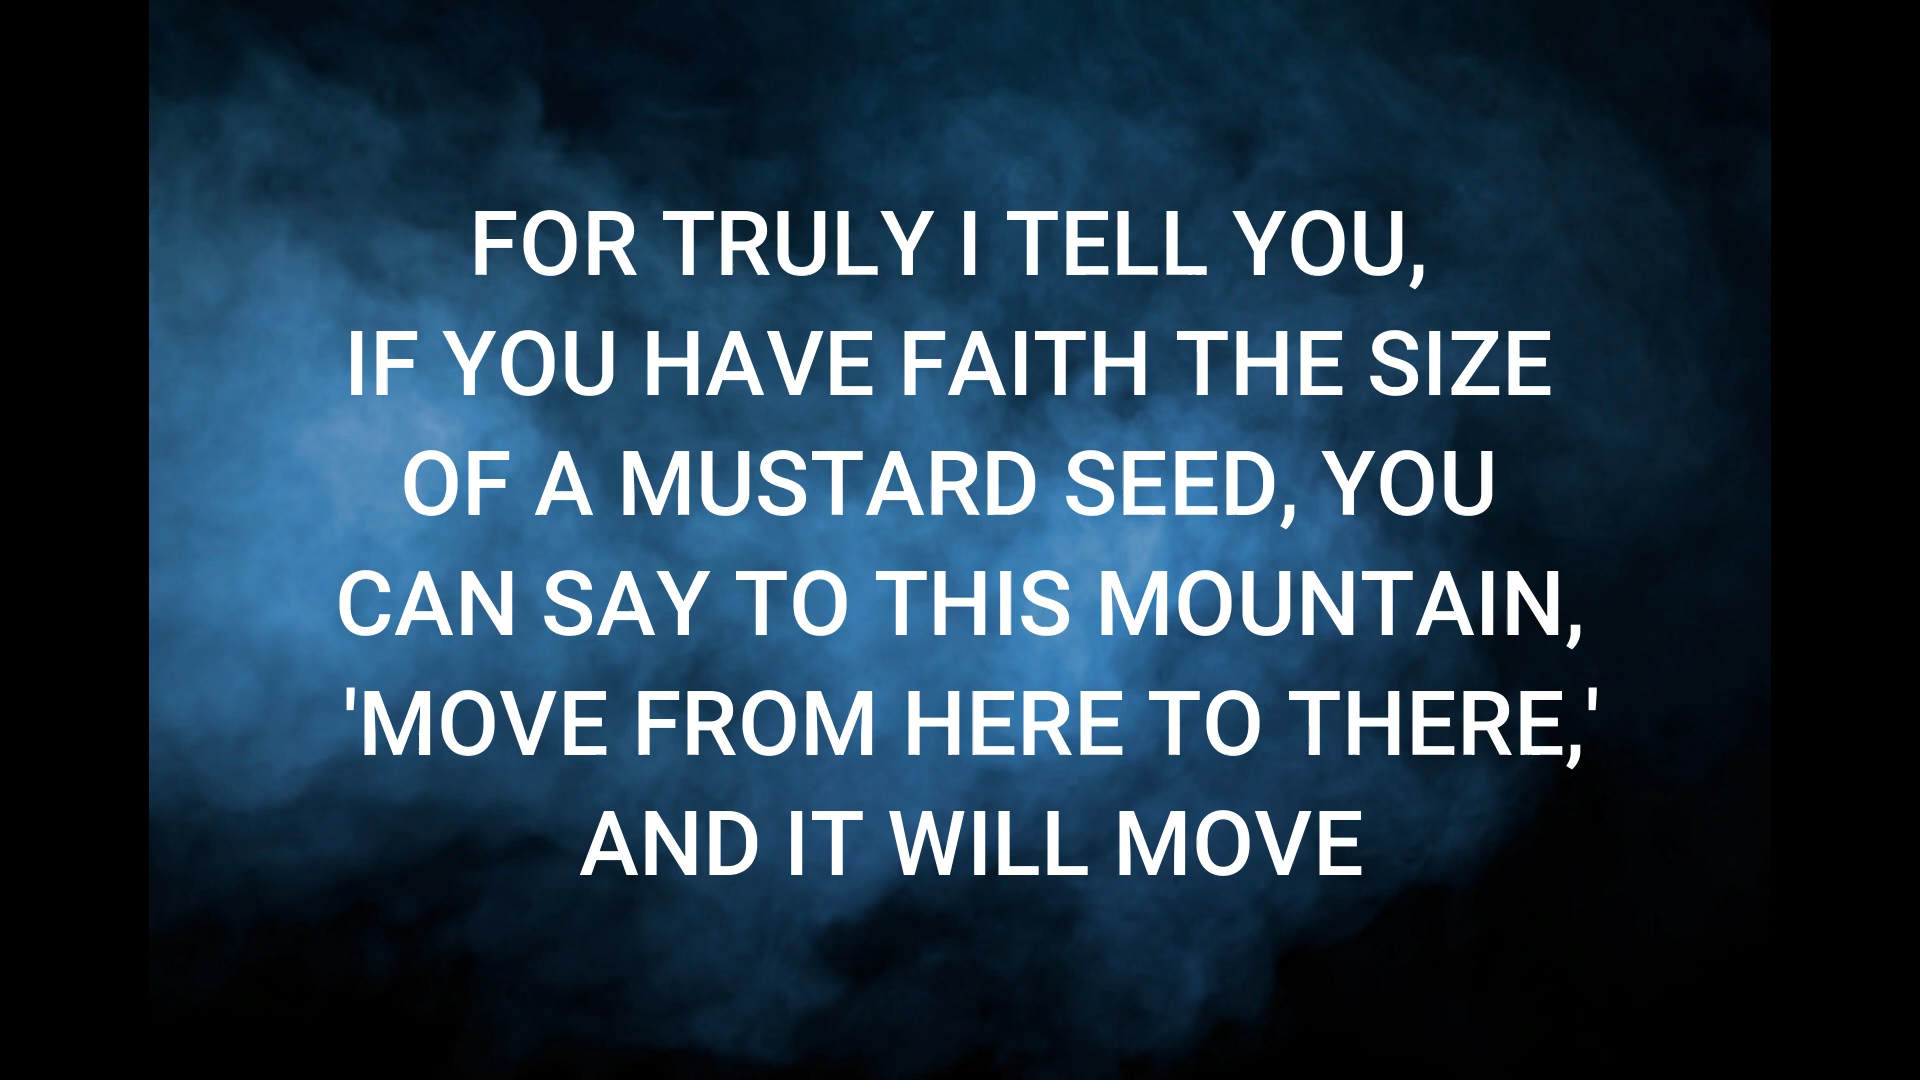 FOR TRULY I TELL YOU,
IF YOU HAVE FAITH THE SIZE
OF A MUSTARD SEED, YOU
CAN SAY TO THIS MOUNTAIN,
'MOVE FROM HERE TO THERE,'
AND IT WILL MOVE